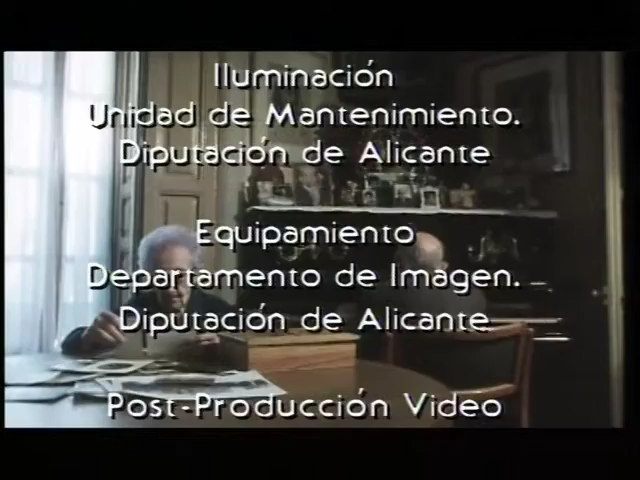 Iluminación
Unidad de Mantenimiento.
Diputación de Alicante
Equipamiento
Departamento de Imagen.
Diputación de Alicante
Post-Producción Video